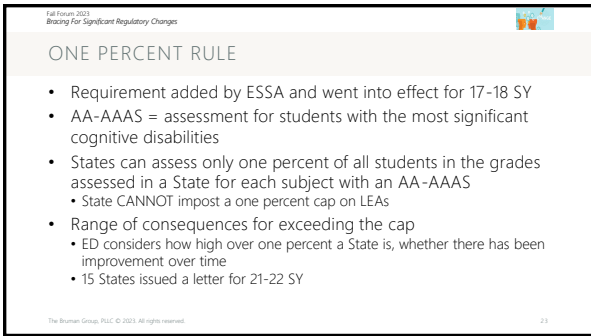 Fall Forum 2023
Bracing For Significant Regulatory Changes
ONE PERCENT RULE
• Requirement added by ESSA and went into effect for 17-18 SY
• AA-AAAS = assessment for students with the most significant
cognitive disabilities
• States can assess only one percent of all students in the grades
assessed in a State for each subject with an AA-AAAS
• State CANNOT impost a one percent cap on LEAs
• Range of consequences for exceeding the cap
• ED considers how high over one percent a State is, whether there has been
improvement over time
• 15 States issued a letter for 21-22 SY
The Bruman Group, PLLC © 2023. All rights reserved.
23